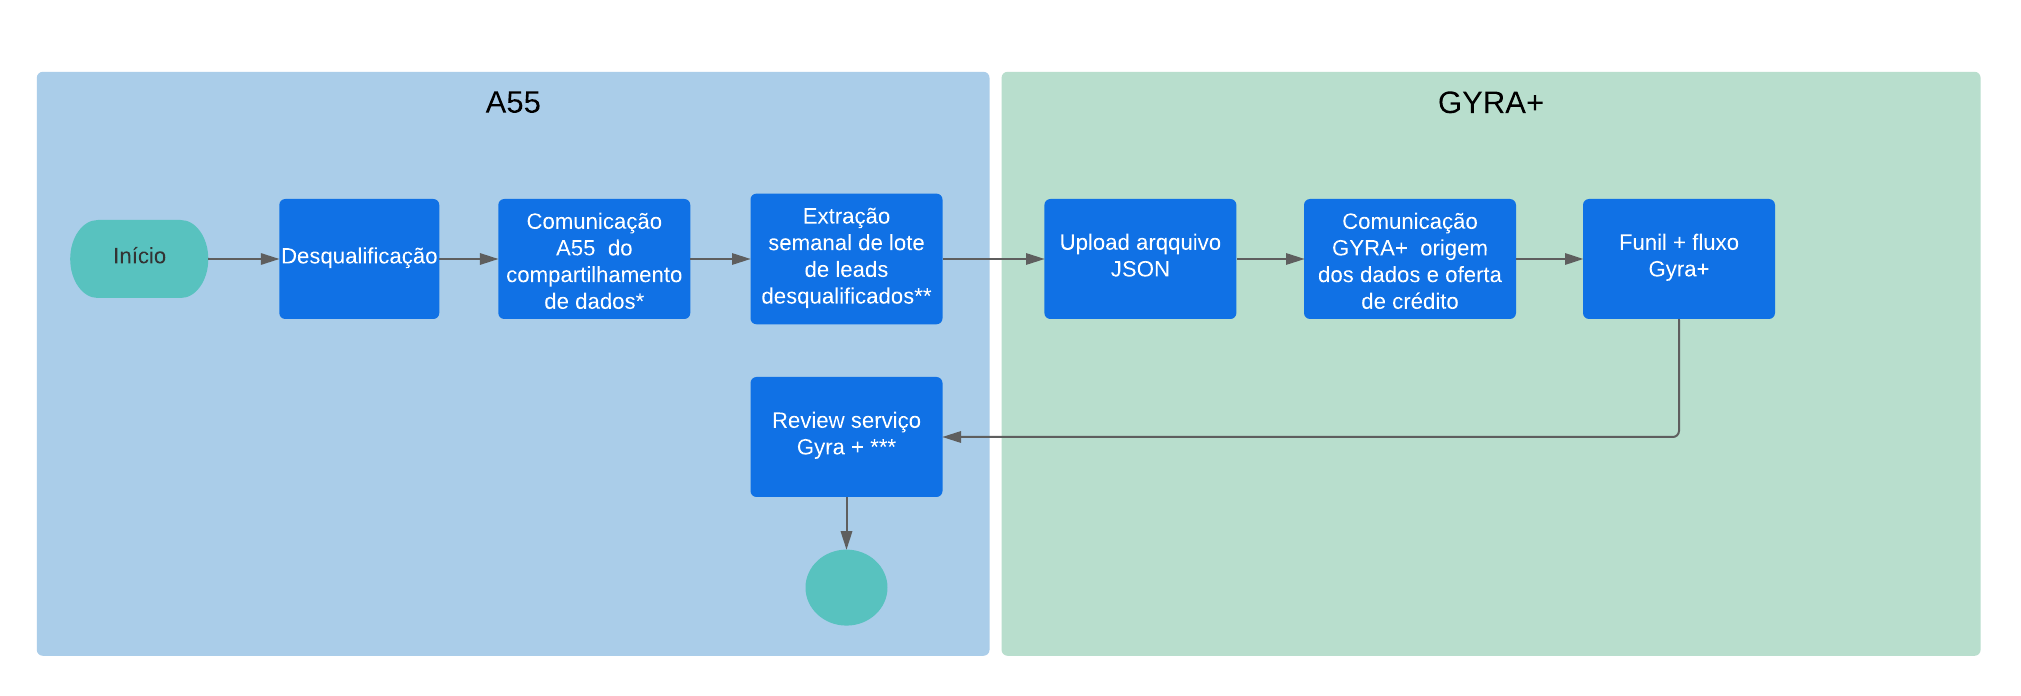 A55
Início
Desqualificação
Comunicação
A55 do
compartilhamento
de dados*
Extração
semanal de lote
de leads
desqualificados**
Review serviço
Gyra + ***
GYRA+
Upload arqquivo
JSON
Comunicação
GYRA+ origem
dos dados e oferta
de crédito
Funil + fluxo
Gyra+